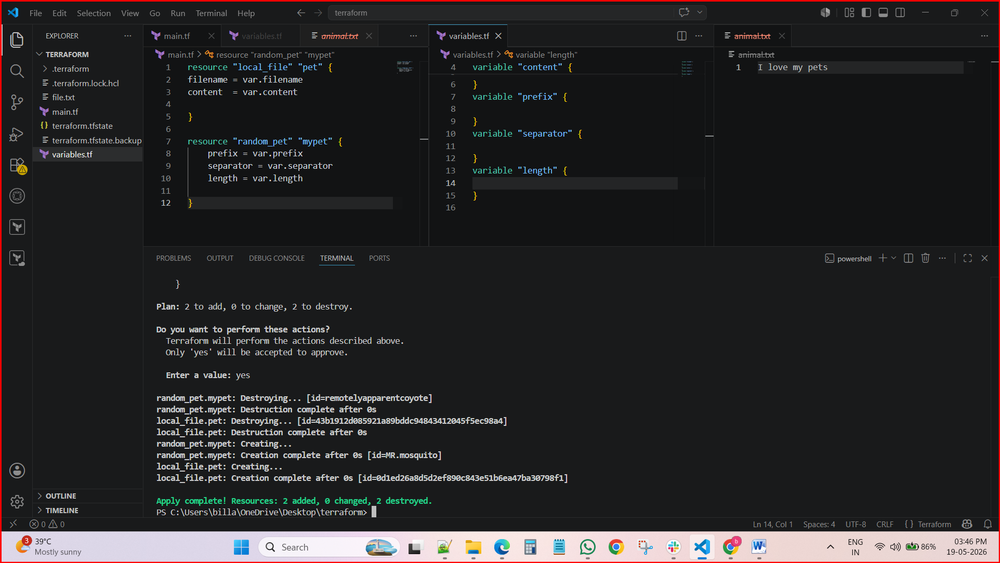 File Edit Selection View Go Run Terminal Help
terraform
EXPLORER
TERRAFORM
.terraform
.terraform.lock.hcl
file.txt
main.tf
terraform.tfstate
terraform.tfstate.backup
variables.tf
OUTLINE
TIMELINE
main.tf
variables.tf
animal.txt
main.tf > resource "random_pet" "mypet"
1 resource "local_file" "pet" {
2 filename = var.filename
3 content = var.content
4
5 }
6
7 resource "random_pet" "mypet" {
8 prefix = var.prefix
9 separator = var.separator
10 length = var.length
11
12 }
variables.tf
variables.tf > variable "length"
4 variable "content" {
6 }
7 variable "prefix" {
8
9 }
10 variable "separator" {
11
12 }
13 variable "length" {
14
15 }
16
animal.txt
animal.txt
1 I love my pets
PROBLEMS OUTPUT DEBUG CONSOLE TERMINAL PORTS
powershell
}
Plan: 2 to add, 0 to change, 2 to destroy.
Do you want to perform these actions?
Terraform will perform the actions described above.
Only 'yes' will be accepted to approve.
Enter a value: yes
random_pet.mypet: Destroying... [id=remotelyapparentcoyote]
random_pet.mypet: Destruction complete after 0s
local_file.pet: Destroying... [id=43b1912d085921a89bddc94843412045f5ec98a4]
local_file.pet: Destruction complete after 0s
random_pet.mypet: Creating...
random_pet.mypet: Creation complete after 0s [id=MR.mosquito]
local_file.pet: Creating...
local_file.pet: Creation complete after 0s [id=0d1ed26a8d5d2ef890c843e51b6ea47ba30798f1]
Apply complete! Resources: 2 added, 0 changed, 2 destroyed.
PS C:\Users\billa\OneDrive\Desktop\terraform>
0 0
Ln 14, Col 1 Spaces: 4 UTF-8 CRLF { } Terraform
3
39°C
Mostly sunny
Search
b
ENG
IN
86%
03:46 PM
19-05-2026